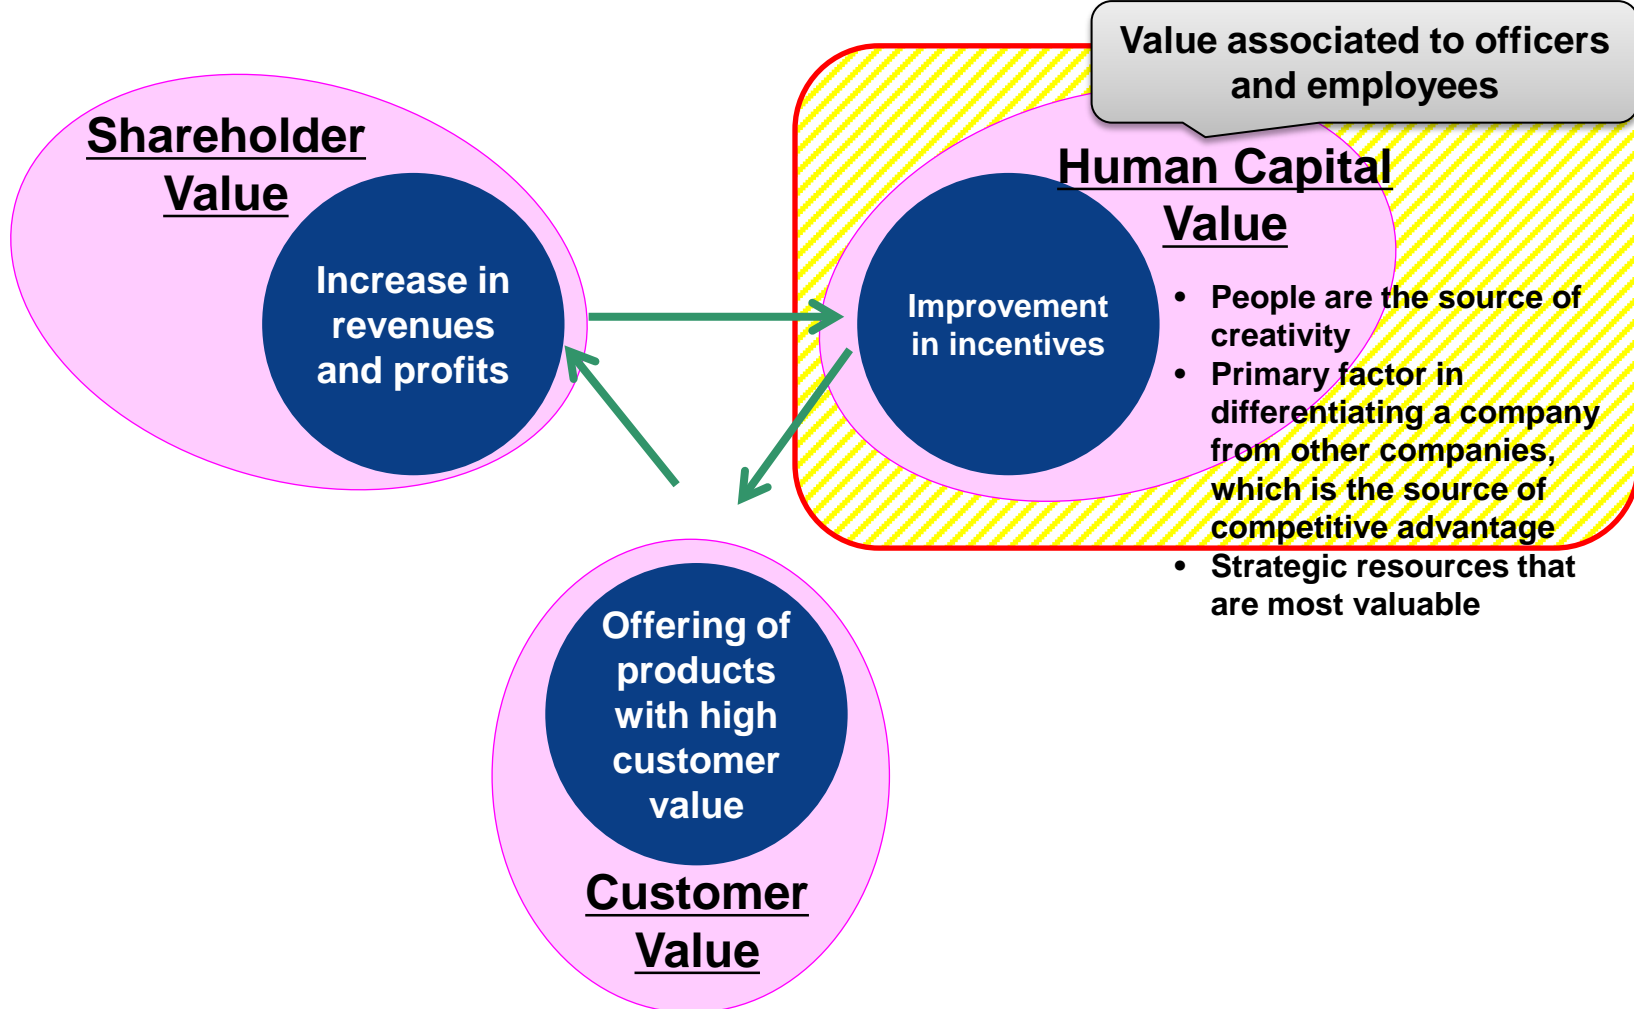 Value associated to officers
and employees
Shareholder
Value
Increase in
revenues
and profits
Human Capital
Value
Improvement
in incentives
• People are the source of
creativity
• Primary factor in
differentiating a company
from other companies,
which is the source of
competitive advantage
• Strategic resources that
are most valuable
Offering of
products
with high
customer
value
Customer
Value